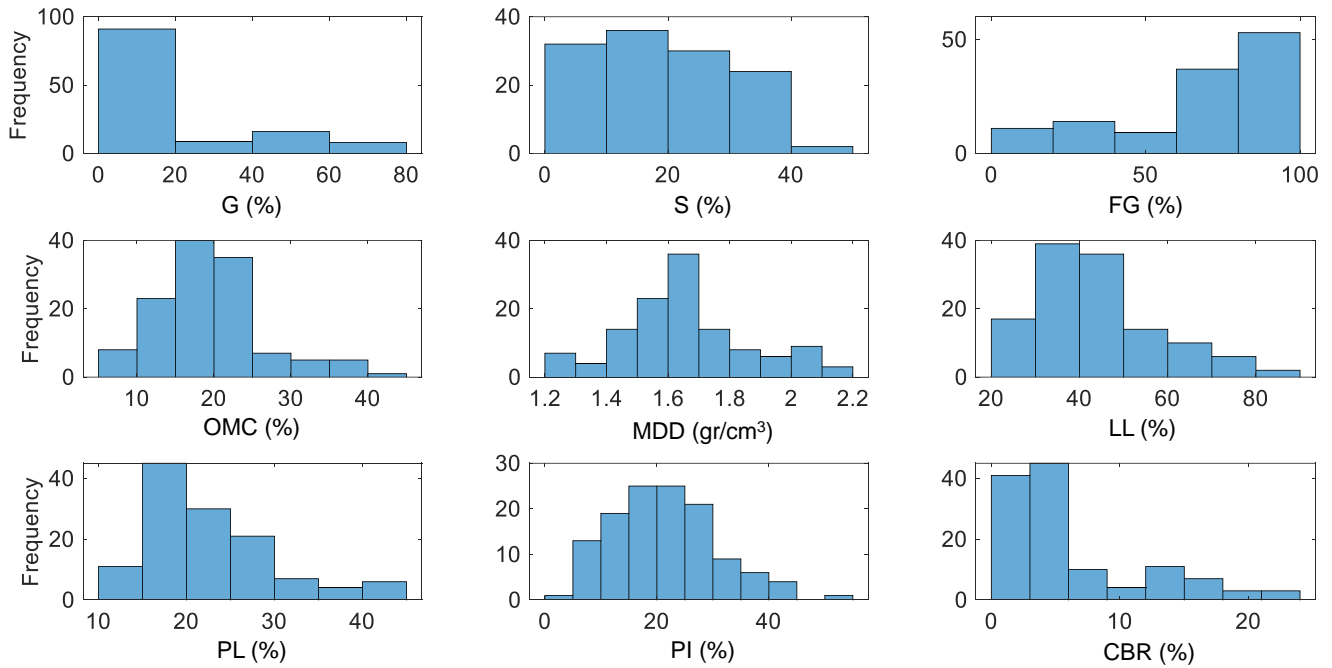 Frequency
100
50
0
0 20 40 60 80
G (%)
40
20
0
0 20 40
S (%)
50
0
0 50 100
FG (%)
Frequency
40
20
0
10 20 30 40
OMC (%)
40
20
0
1.2 1.4 1.6 1.8 2 2.2
MDD (gr/cm³)
40
20
0
20 40 60 80
LL (%)
Frequency
40
20
0
10 20 30 40
PL (%)
30
20
10
0
0 20 40
PI (%)
40
20
0
0 10 20
CBR (%)